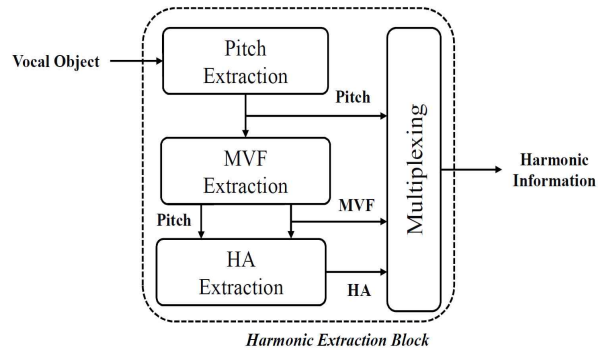 Vocal Object
Pitch
Extraction
Pitch
MVF
Extraction
Pitch
MVF
HA
Extraction
HA
Multiplexing
Harmonic
Information
Harmonic Extraction Block